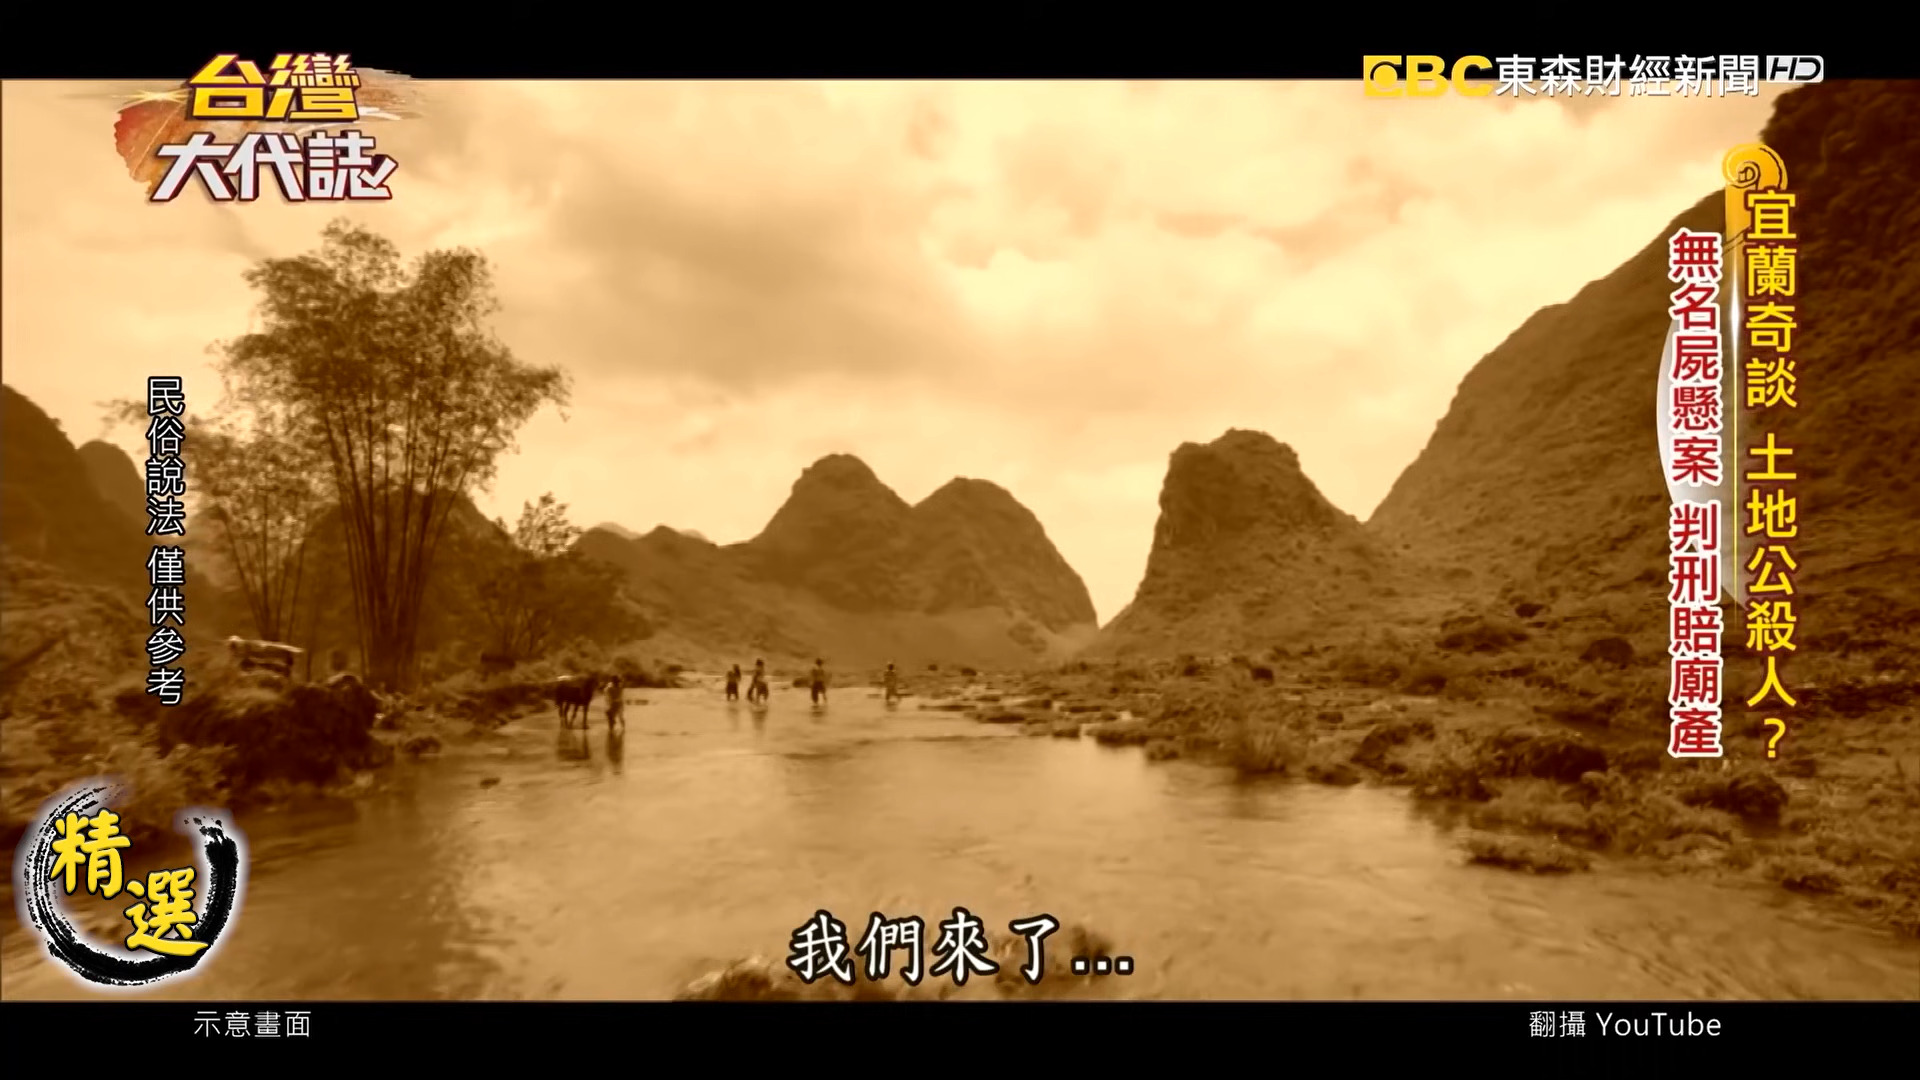 台灣
大代誌
EBC東森財經新聞HD
宜蘭奇談 土地公殺人？
無名屍懸案 判刑賠廟產
民俗說法 僅供參考
精選
我們來了...
示意畫面
翻攝 YouTube